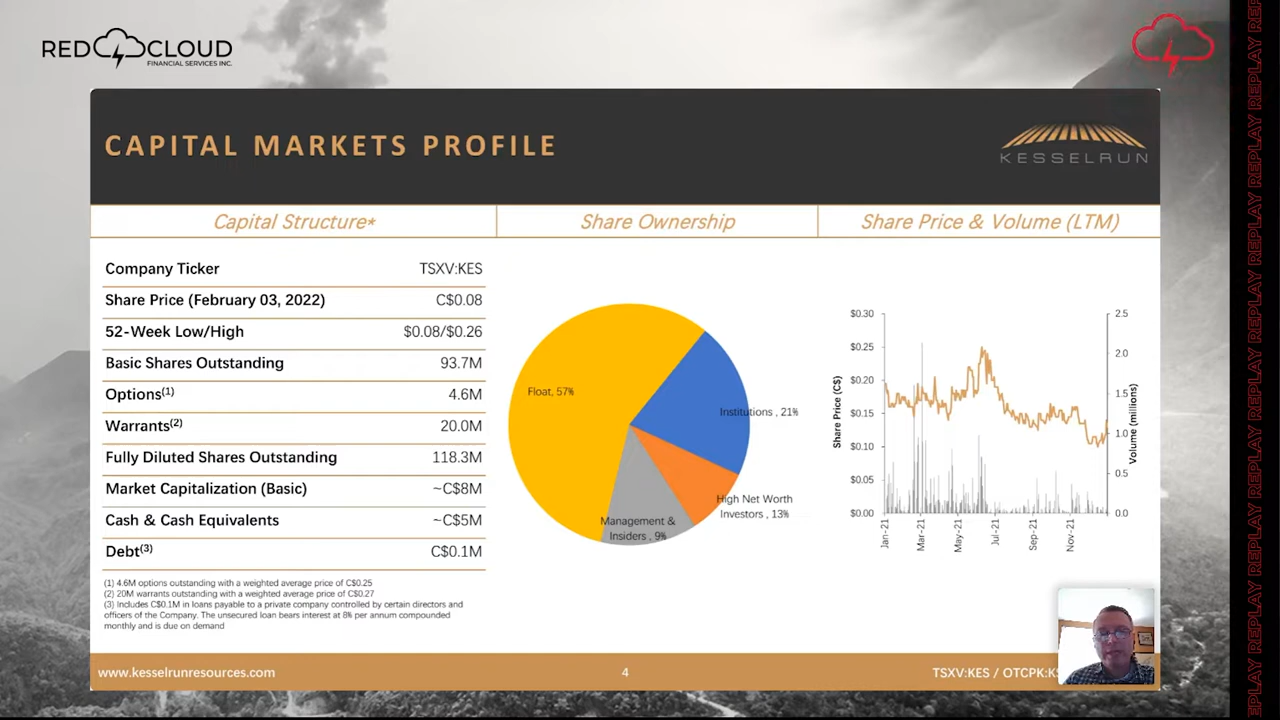 RED CLOUD
FINANCIAL SERVICES INC.
CAPITAL MARKETS PROFILE
KESSELRUN
Capital Structure*
Share Ownership
Share Price & Volume (LTM)
Company Ticker TSXV:KES
Share Price (February 03, 2022) C$0.08
52-Week Low/High $0.08/$0.26
Basic Shares Outstanding 93.7M
Options(1) 4.6M
Warrants(2) 20.0M
Fully Diluted Shares Outstanding 118.3M
Market Capitalization (Basic) ~C$8M
Cash & Cash Equivalents ~C$5M
Debt(3) C$0.1M
(1) 4.6M options outstanding with a weighted average price of C$0.25
(2) 20M warrants outstanding with a weighted average price of C$0.27
(3) Includes C$0.1M in loans payable to a private company controlled by certain directors and
officers of the Company. The unsecured loan bears interest at 8% per annum compounded
monthly and is due on demand
Float, 57%
Institutions , 21%
High Net Worth
Investors , 13%
Management &
Insiders , 9%
Share Price (C$)
$0.30
$0.25
$0.20
$0.15
$0.10
$0.05
$0.00
2.5
2.0
1.5
1.0
0.5
0.0
Volume (millions)
Jan-21
Mar-21
May-21
Jul-21
Sep-21
Nov-21
www.kesselrunresources.com
4
TSXV:KES / OTCPK:K
REPLAY REPLAY REPLAY REPLAY REPLAY REPLAY REPLAY REPLAY REPLAY